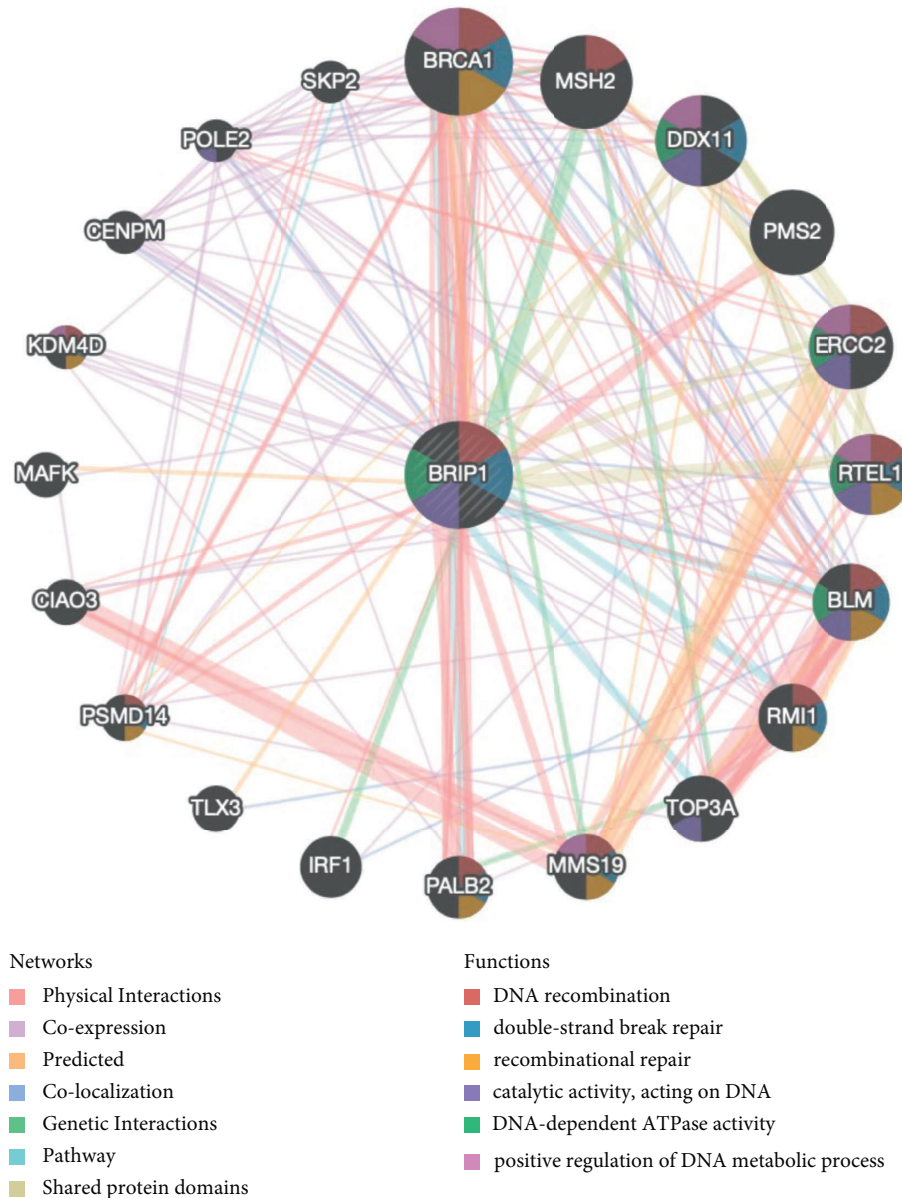 BRCA1
SKP2
MSH2
POLE2
DDX11
CENPM
PMS2
KDM4D
ERCC2
MAFK
BRIP1
RTEL1
CIAO3
BLM
PSMD14
RMI1
TLX3
TOP3A
IRF1
PALB2
MMS19
Networks
Physical Interactions
Co-expression
Predicted
Co-localization
Genetic Interactions
Pathway
Shared protein domains
Functions
DNA recombination
double-strand break repair
recombinational repair
catalytic activity, acting on DNA
DNA-dependent ATPase activity
positive regulation of DNA metabolic process